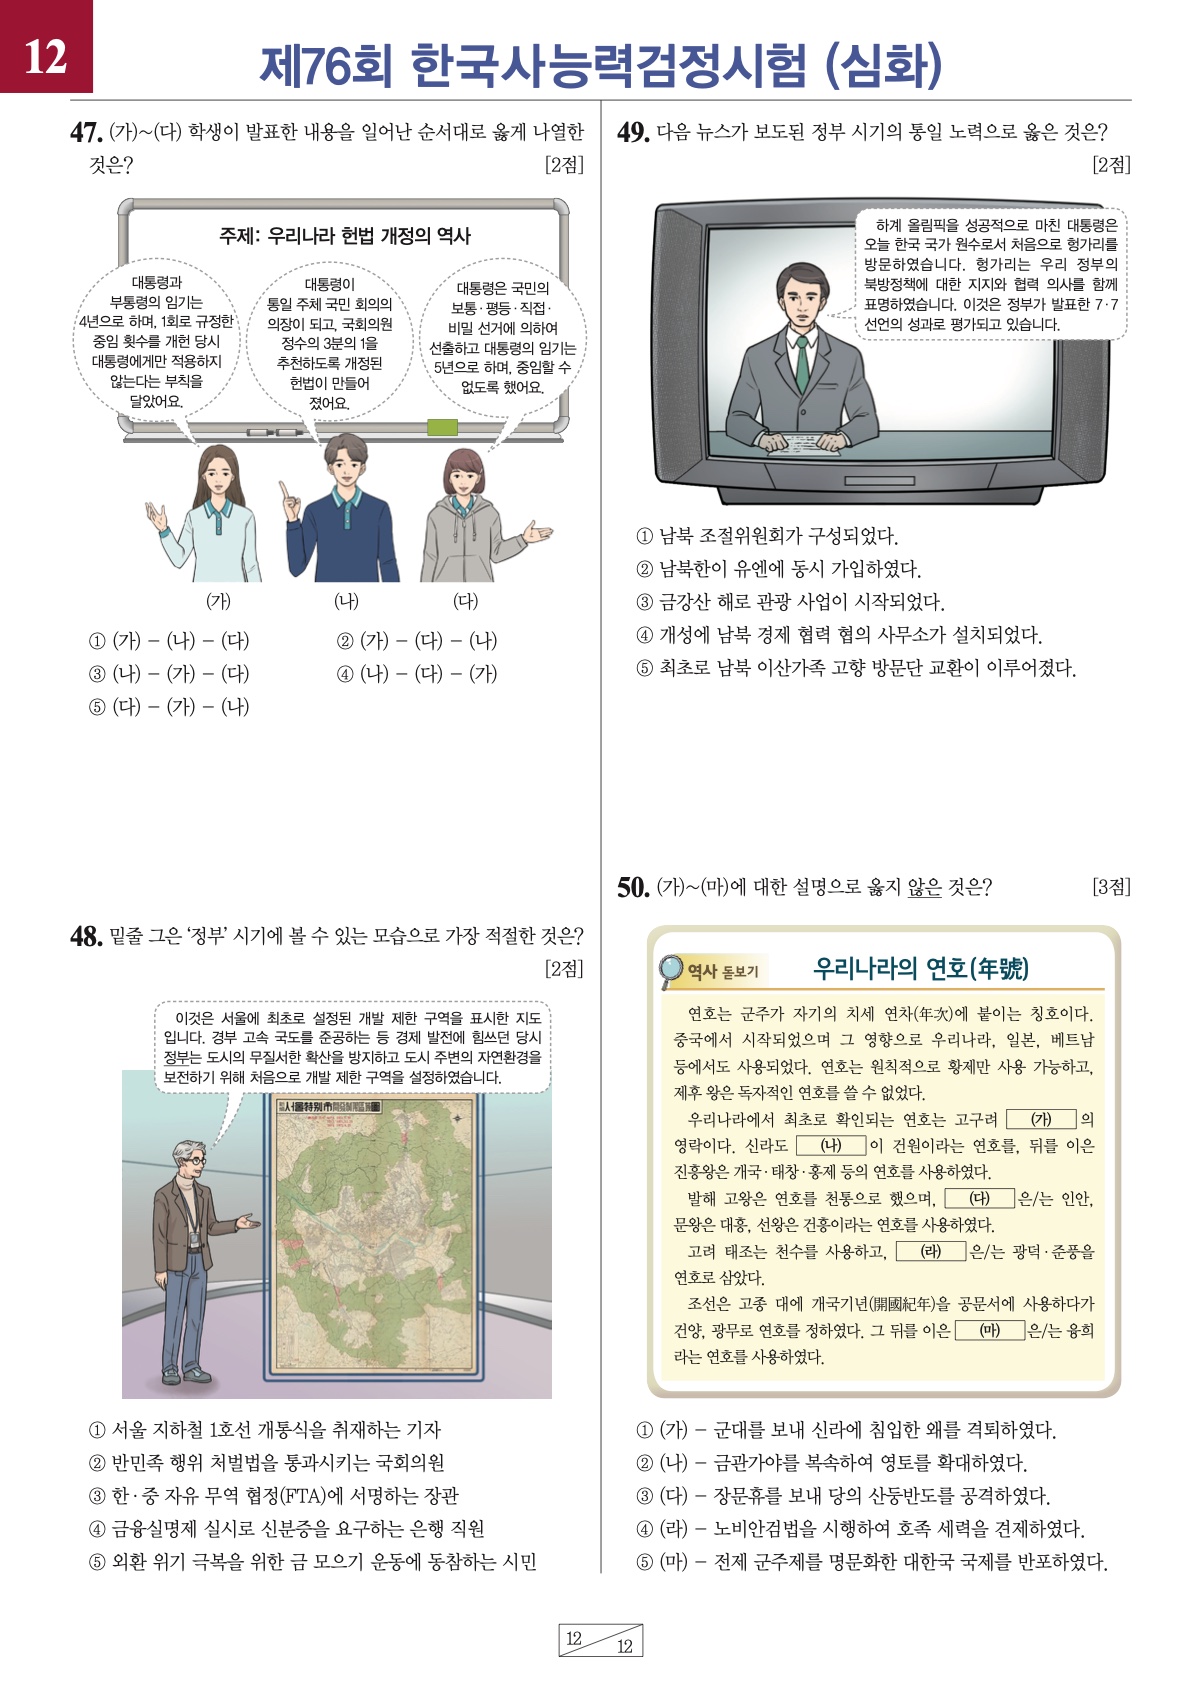 12
제76회 한국사능력검정시험 (심화)
47. (가)~(다) 학생이 발표한 내용을 일어난 순서대로 옳게 나열한
것은? [2점]
주제: 우리나라 헌법 개정의 역사
대통령과
부통령의 임기는
4년으로 하며, 1회로 규정한
중임 횟수를 개헌 당시
대통령에게만 적용하지
않는다는 부칙을
달았어요.
대통령이
통일 주체 국민 회의의
의장이 되고, 국회의원
정수의 3분의 1을
추천하도록 개정된
헌법이 만들어
졌어요.
대통령은 국민의
보통·평등·직접·
비밀 선거에 의하여
선출하고 대통령의 임기는
5년으로 하며, 중임할 수
없도록 했어요.
(가) (나) (다)
① (가) - (나) - (다) ② (가) - (다) - (나)
③ (나) - (가) - (다) ④ (나) - (다) - (가)
⑤ (다) - (가) - (나)
48. 밑줄 그은 ‘정부’ 시기에 볼 수 있는 모습으로 가장 적절한 것은?
[2점]
이것은 서울에 최초로 설정된 개발 제한 구역을 표시한 지도
입니다. 경부 고속 국도를 준공하는 등 경제 발전에 힘쓰던 당시
정부는 도시의 무질서한 확산을 방지하고 도시 주변의 자연환경을
보전하기 위해 처음으로 개발 제한 구역을 설정하였습니다.
서울特別市
① 서울 지하철 1호선 개통식을 취재하는 기자
② 반민족 행위 처벌법을 통과시키는 국회의원
③ 한·중 자유 무역 협정(FTA)에 서명하는 장관
④ 금융실명제 실시로 신분증을 요구하는 은행 직원
⑤ 외환 위기 극복을 위한 금 모으기 운동에 동참하는 시민
49. 다음 뉴스가 보도된 정부 시기의 통일 노력으로 옳은 것은?
[2점]
하계 올림픽을 성공적으로 마친 대통령은
오늘 한국 국가 원수로서 처음으로 헝가리를
방문하였습니다. 헝가리는 우리 정부의
북방정책에 대한 지지와 협력 의사를 함께
표명하였습니다. 이것은 정부가 발표한 7·7
선언의 성과로 평가되고 있습니다.
① 남북 조절위원회가 구성되었다.
② 남북한이 유엔에 동시 가입하였다.
③ 금강산 해로 관광 사업이 시작되었다.
④ 개성에 남북 경제 협력 협의 사무소가 설치되었다.
⑤ 최초로 남북 이산가족 고향 방문단 교환이 이루어졌다.
50. (가)~(마)에 대한 설명으로 옳지 않은 것은? [3점]
역사 돋보기 우리나라의 연호(年號)
연호는 군주가 자기의 치세 연차(年次)에 붙이는 칭호이다.
중국에서 시작되었으며 그 영향으로 우리나라, 일본, 베트남
등에서도 사용되었다. 연호는 원칙적으로 황제만 사용 가능하고,
제후 왕은 독자적인 연호를 쓸 수 없었다.
우리나라에서 최초로 확인되는 연호는 고구려 (가) 의
영락이다. 신라도 (나) 이 건원이라는 연호를, 뒤를 이은
진흥왕은 개국·태창·홍제 등의 연호를 사용하였다.
발해 고왕은 연호를 천통으로 했으며, (다) 은/는 인안,
문왕은 대흥, 선왕은 건흥이라는 연호를 사용하였다.
고려 태조는 천수를 사용하고, (라) 은/는 광덕·준풍을
연호로 삼았다.
조선은 고종 대에 개국기년(開國紀年)을 공문서에 사용하다가
건양, 광무로 연호를 정하였다. 그 뒤를 이은 (마) 은/는 융희
라는 연호를 사용하였다.
① (가) - 군대를 보내 신라에 침입한 왜를 격퇴하였다.
② (나) - 금관가야를 복속하여 영토를 확대하였다.
③ (다) - 장문휴를 보내 당의 산둥반도를 공격하였다.
④ (라) - 노비안검법을 시행하여 호족 세력을 견제하였다.
⑤ (마) - 전제 군주제를 명문화한 대한국 국제를 반포하였다.
12
12